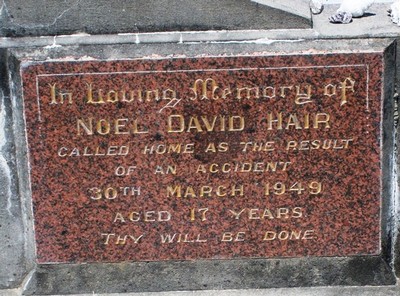 In Loving Memory of
NOEL DAVID HAIR
CALLED HOME AS THE RESULT
OF AN ACCIDENT
30TH MARCH 1949
AGED 17 YEARS
THY WILL BE DONE